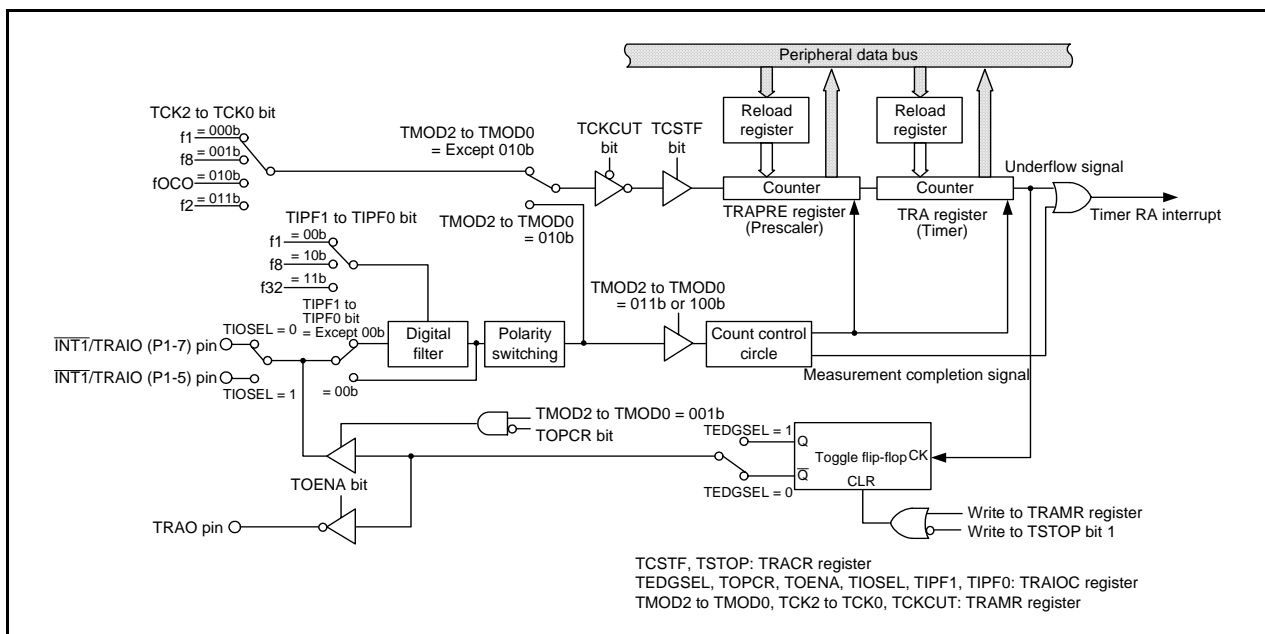 Peripheral data bus
Reload
register
Reload
register
TCK2 to TCK0 bit
f1
= 000b
f8
= 001b
fOCO
= 010b
f2
= 011b
TMOD2 to TMOD0
= Except 010b
TCKCUT
bit
TCSTF
bit
Counter
TRAPRE register
(Prescaler)
Counter
TRA register
(Timer)
Underflow signal
Timer RA interrupt
TMOD2 to TMOD0
= 010b
TIPF1 to TIPF0 bit
f1
= 00b
f8
= 10b
f32
= 11b
TIPF1 to
TIPF0 bit
= Except 00b
TIOSEL = 0
INT1/TRAIO (P1-7) pin
INT1/TRAIO (P1-5) pin
TIOSEL = 1
= 00b
Digital
filter
Polarity
switching
TMOD2 to TMOD0
= 011b or 100b
Count control
circle
Measurement completion signal
TMOD2 to TMOD0 = 001b
TOPCR bit
TEDGSEL = 1
TEDGSEL = 0
Q
Q
Toggle flip-flop
CK
CLR
TOENA bit
TRAO pin
Write to TRAMR register
Write to TSTOP bit 1
TCSTF, TSTOP: TRACR register
TEDGSEL, TOPCR, TOENA, TIOSEL, TIPF1, TIPF0: TRAIOC register
TMOD2 to TMOD0, TCK2 to TCK0, TCKCUT: TRAMR register